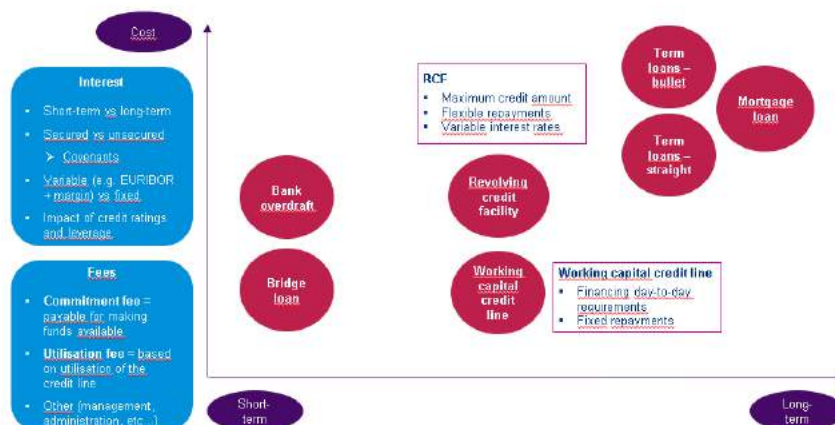 Cost
Interest
Short-term vs long-term
Secured vs unsecured
Covenants
Variable (e.g. EURIBOR
+ margin) vs fixed
Impact of credit ratings
and leverage
Fees
Commitment fee =
payable for making
funds available
Utilisation fee = based
on utilisation of the
credit line
Other (management,
administration, etc...)
RCF
Maximum credit amount
Flexible repayments
Variable interest rates
Term
loans –
bullet
Mortgage
loan
Term
loans –
straight
Bank
overdraft
Revolving
credit
facility
Bridge
loan
Working
capital
credit
line
Working capital credit line
Financing day-to-day
requirements
Fixed repayments
Short-
term
Long-
term